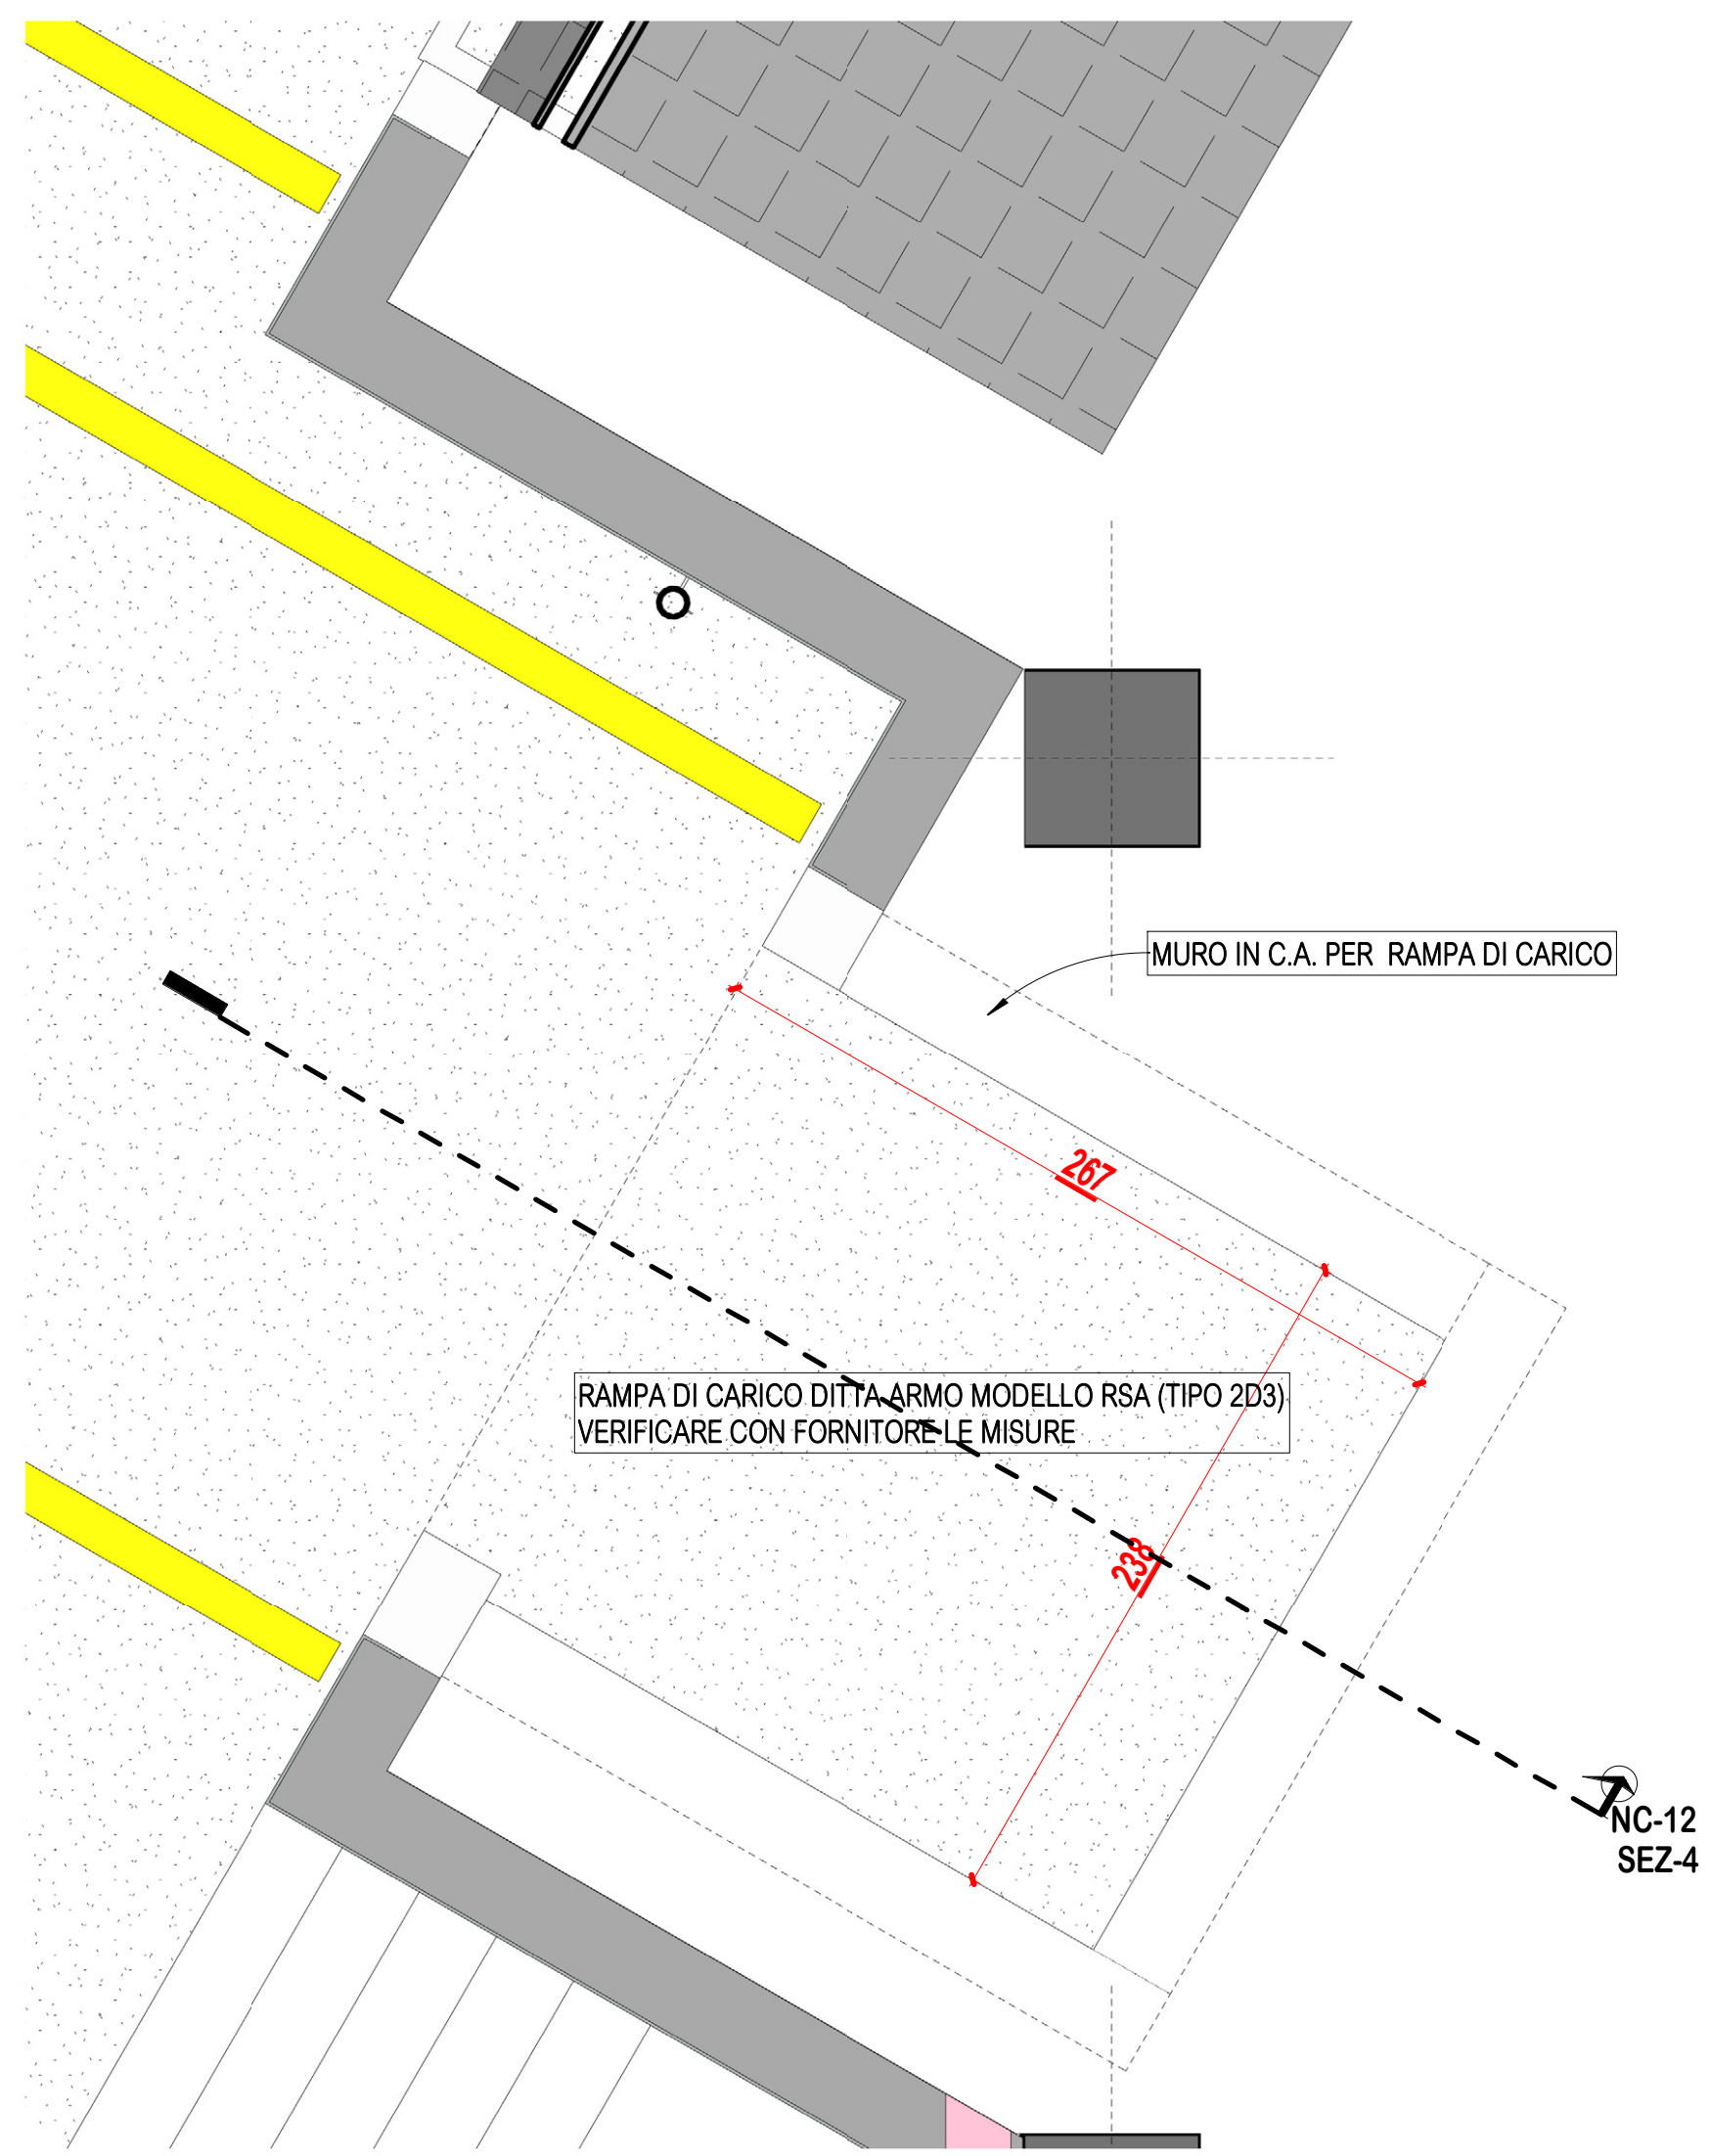 MURO IN C.A. PER RAMPA DI CARICO
267
RAMPA DI CARICO DITTA ARMO MODELLO RSA (TIPO 2D3)
VERIFICARE CON FORNITORE LE MISURE
238
NC-12
SEZ-4